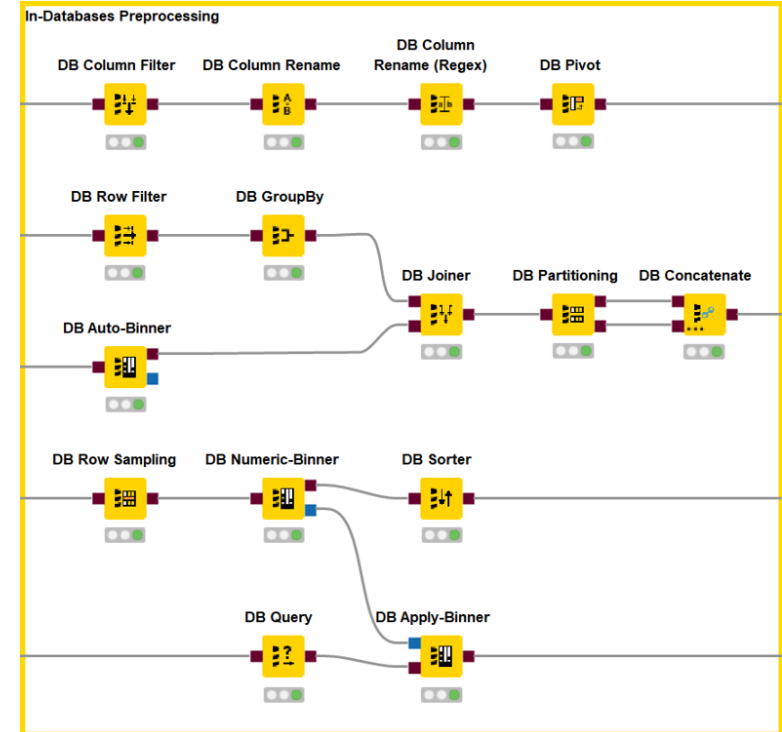 In-Databases Preprocessing
DB Column Filter
DB Column Rename
DB Column
Rename (Regex)
DB Pivot
DB Row Filter
DB GroupBy
DB Joiner
DB Partitioning
DB Concatenate
DB Auto-Binner
DB Row Sampling
DB Numeric-Binner
DB Sorter
DB Query
DB Apply-Binner